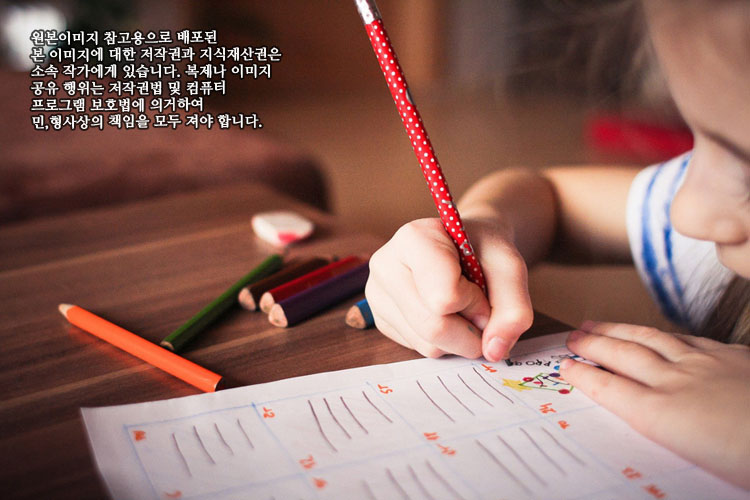 원본이미지 참고용으로 배포된
본 이미지에 대한 저작권과 지식재산권은
소속 작가에게 있습니다. 복제나 이미지
공유 행위는 저작권법 및 컴퓨터
프로그램 보호법에 의거하여
민,형사상의 책임을 모두 져야 합니다.